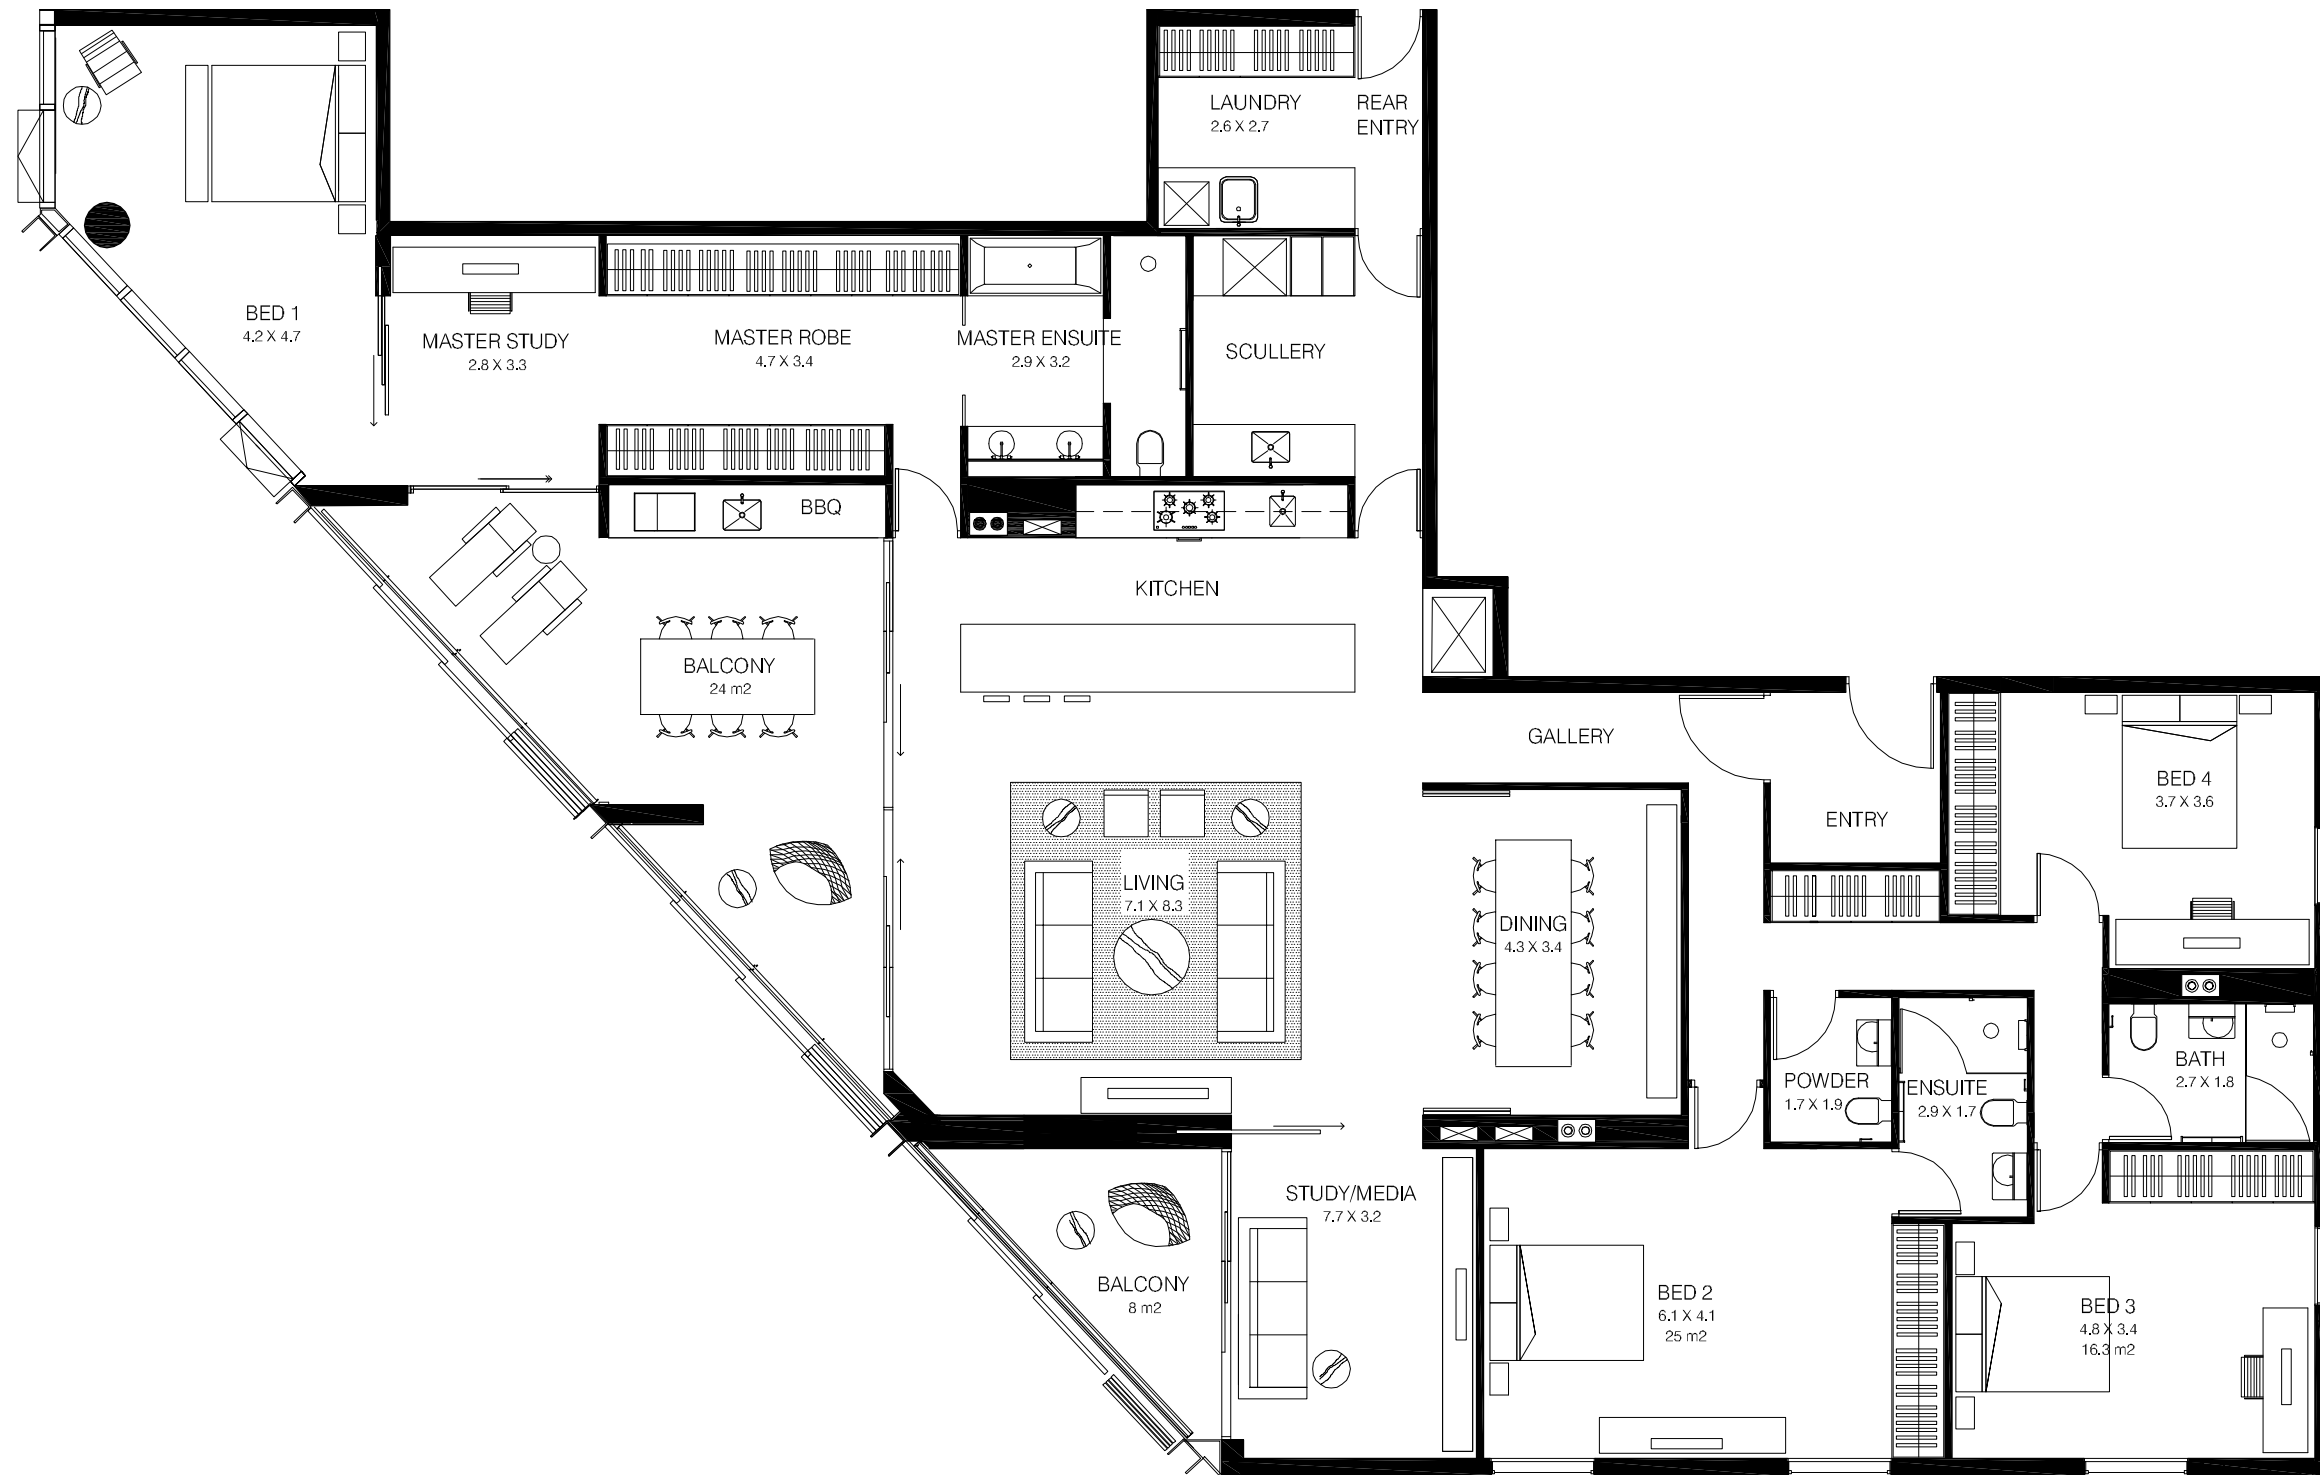 LAUNDRY
2.6 X 2.7
REAR
ENTRY
BED 1
4.2 X 4.7
MASTER STUDY
2.8 X 3.3
MASTER ROBE
4.7 X 3.4
MASTER ENSUITE
2.9 X 3.2
SCULLERY
BBQ
KITCHEN
BALCONY
24 m2
GALLERY
BED 4
3.7 X 3.6
ENTRY
LIVING
7.1 X 8.3
DINING
4.3 X 3.4
POWDER
1.7 X 1.9
ENSUITE
2.9 X 1.7
BATH
2.7 X 1.8
STUDY/MEDIA
7.7 X 3.2
BALCONY
8 m2
BED 2
6.1 X 4.1
25 m2
BED 3
4.8 X 3.4
16.3 m2